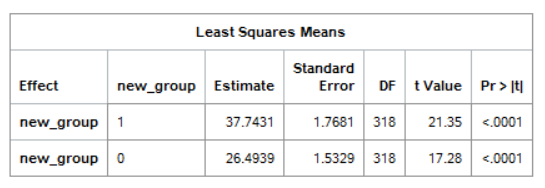 Least Squares Means
Effect new_group Estimate Standard Error DF t Value Pr > |t|
new_group 1 37.7431 1.7681 318 21.35 <.0001
new_group 0 26.4939 1.5329 318 17.28 <.0001